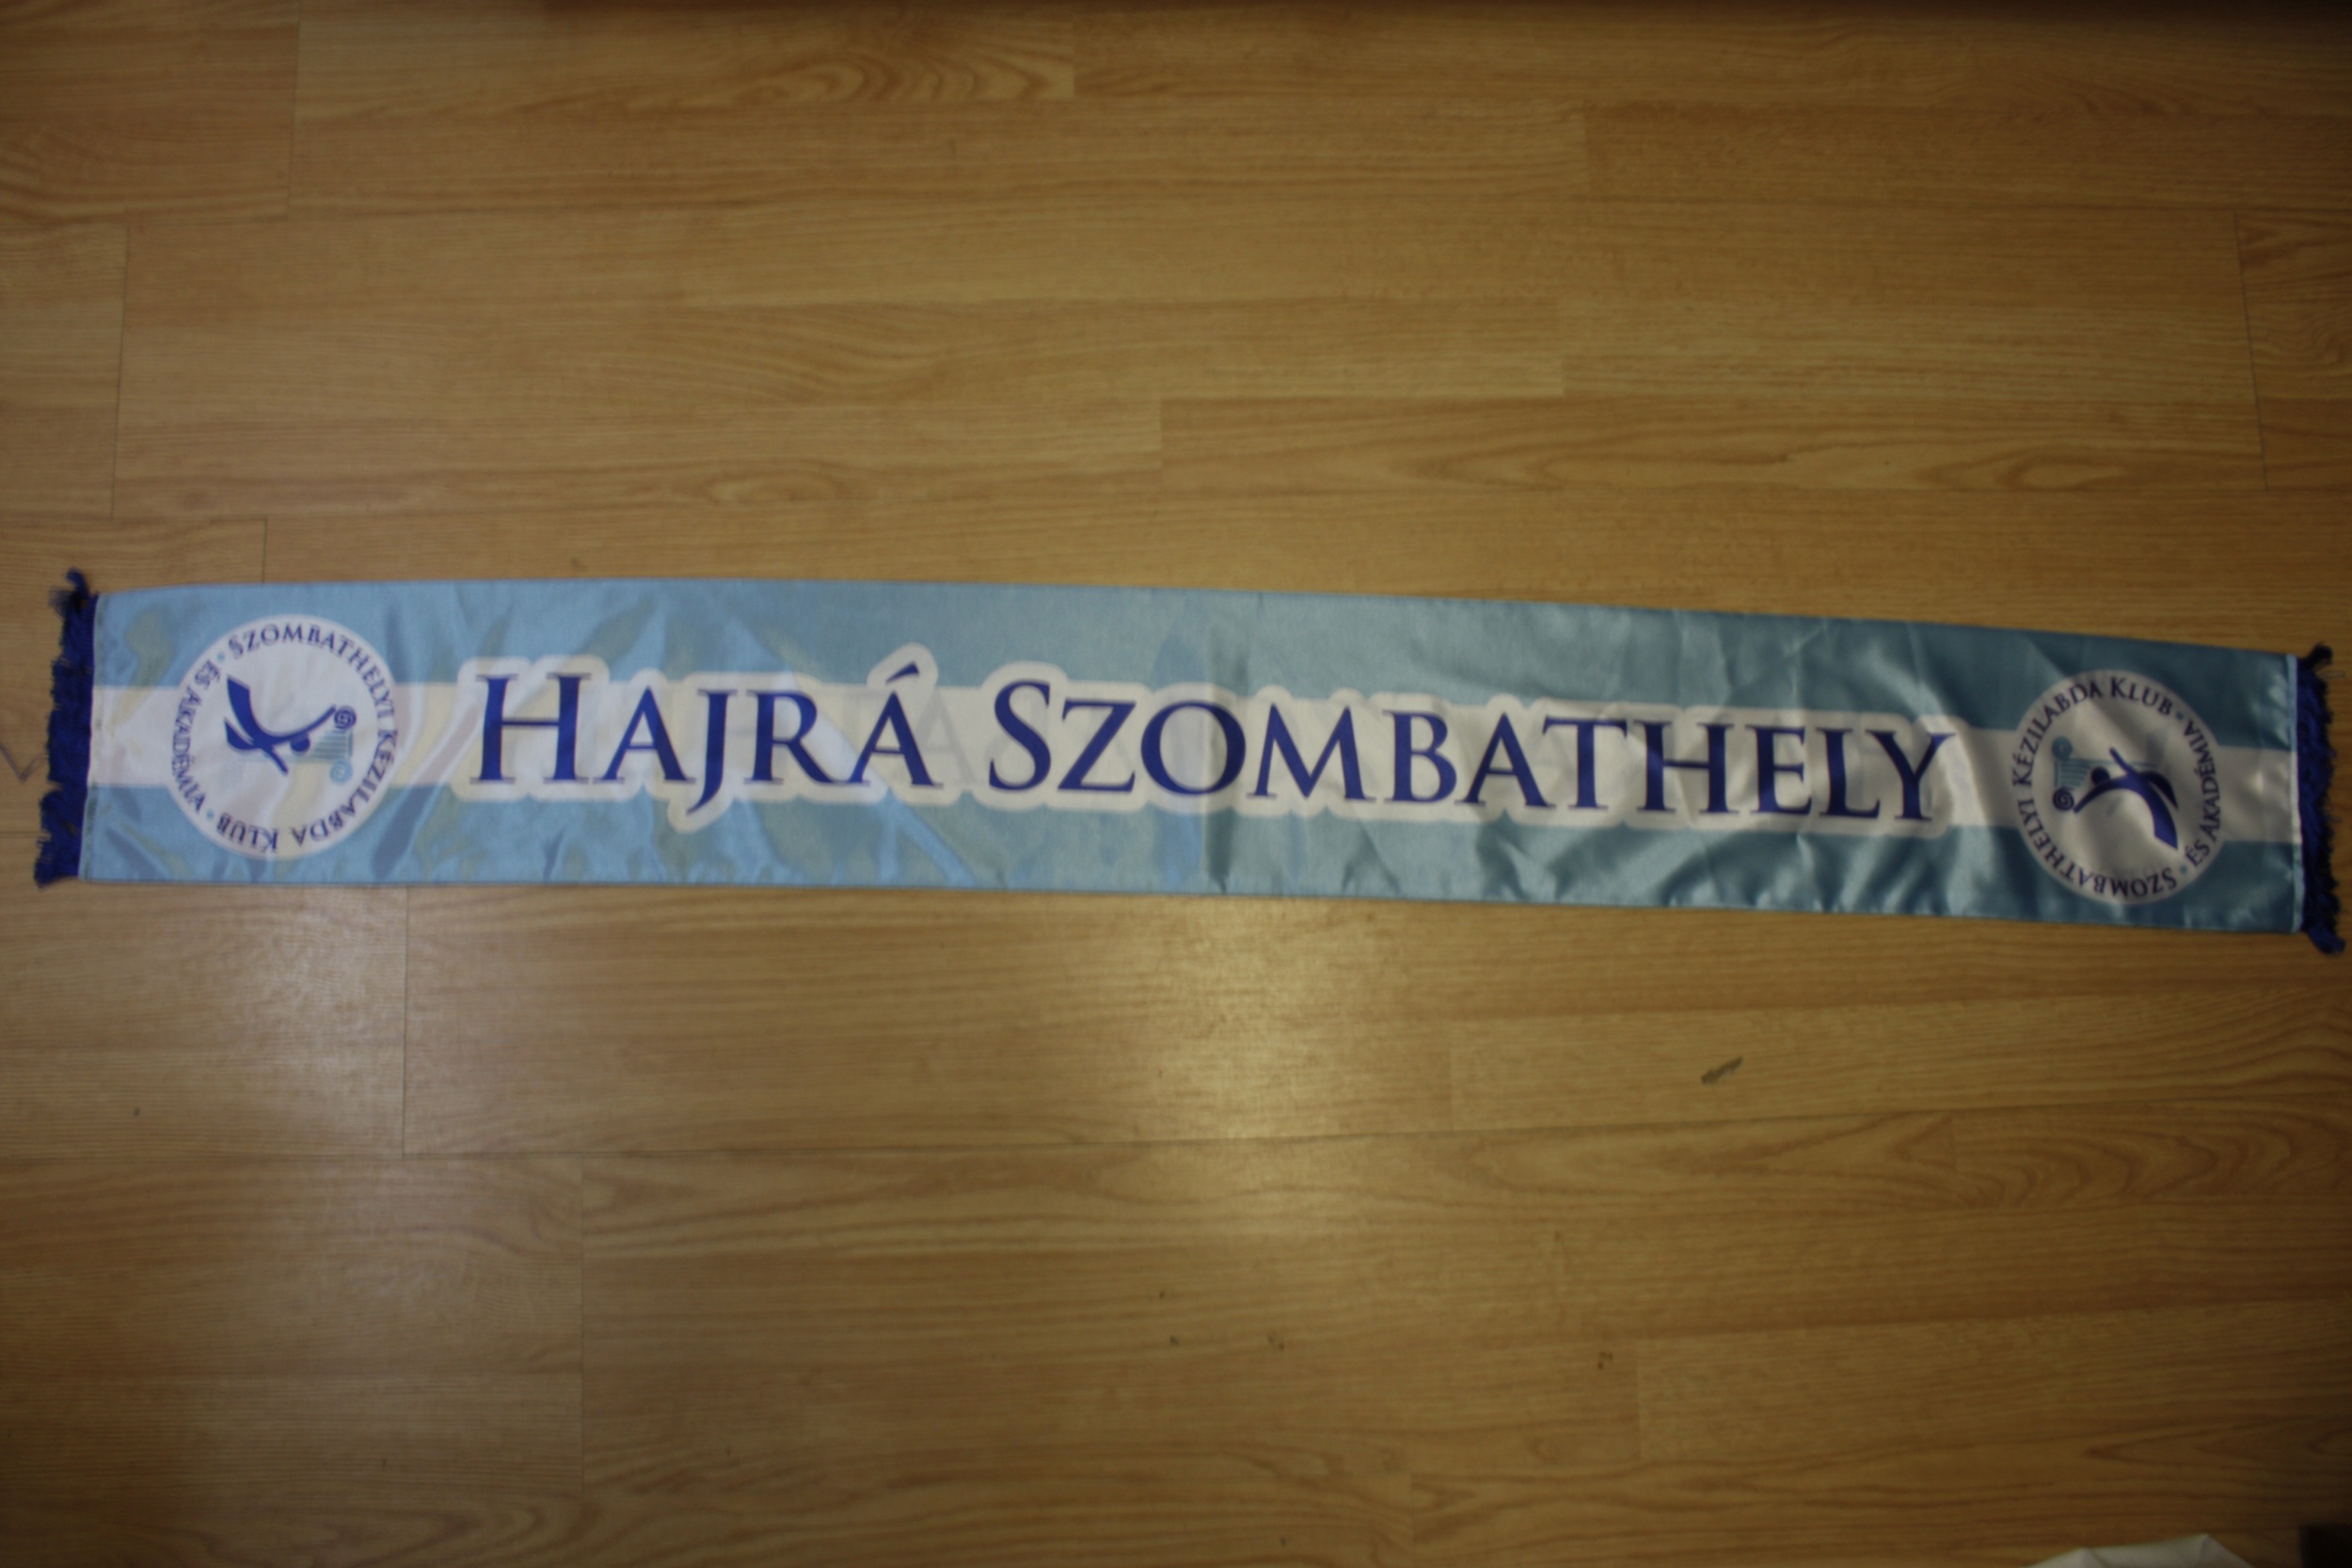 Szombathelyi Kézilabda Klub • és Akadémia •
Hajrá Szombathely
Szombathelyi Kézilabda Klub • és Akadémia •